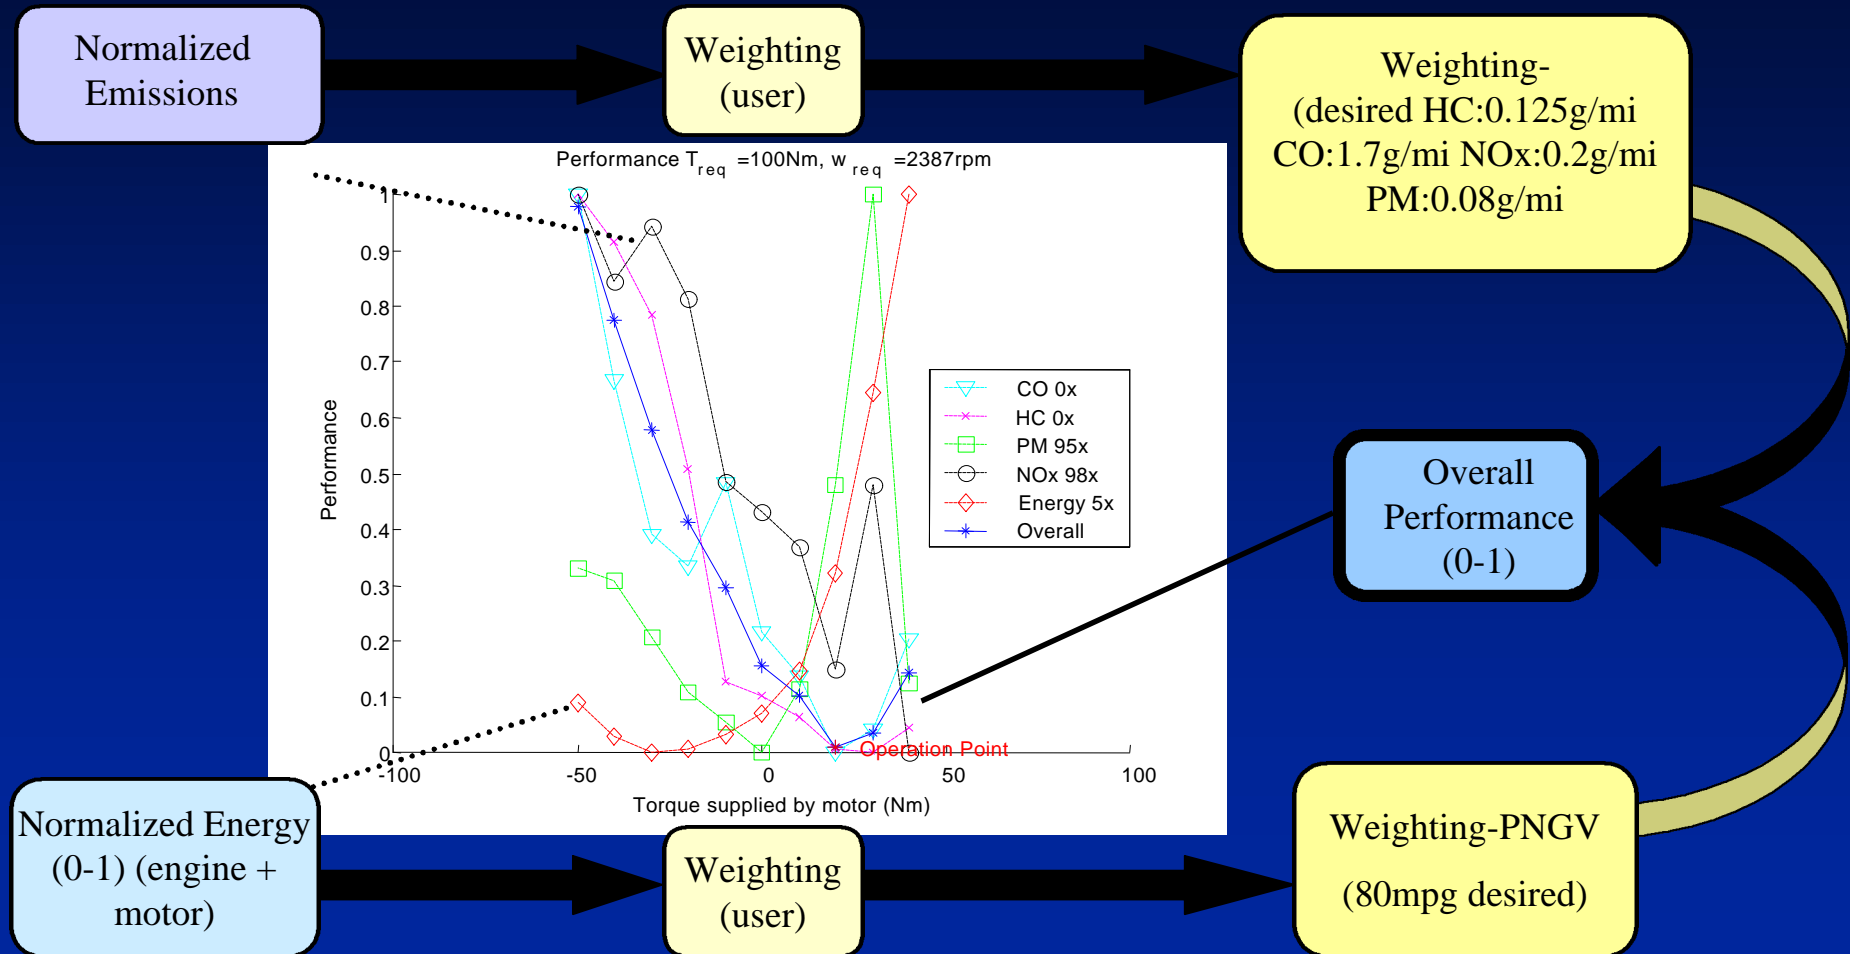 Normalized
Emissions
Weighting
(user)
Weighting-
(desired HC:0.125g/mi
CO:1.7g/mi NOx:0.2g/mi
PM:0.08g/mi
Performance T_req =100Nm, w_req =2387rpm
1
0.9
0.8
0.7
0.6
0.5
0.4
0.3
0.2
0.1
0
Performance
-100
-50
0
50
100
Torque supplied by motor (Nm)
CO 0x
HC 0x
PM 95x
NOx 98x
Energy 5x
Overall
Operation Point
Overall
Performance
(0-1)
Normalized Energy
(0-1) (engine +
motor)
Weighting
(user)
Weighting-PNGV
(80mpg desired)